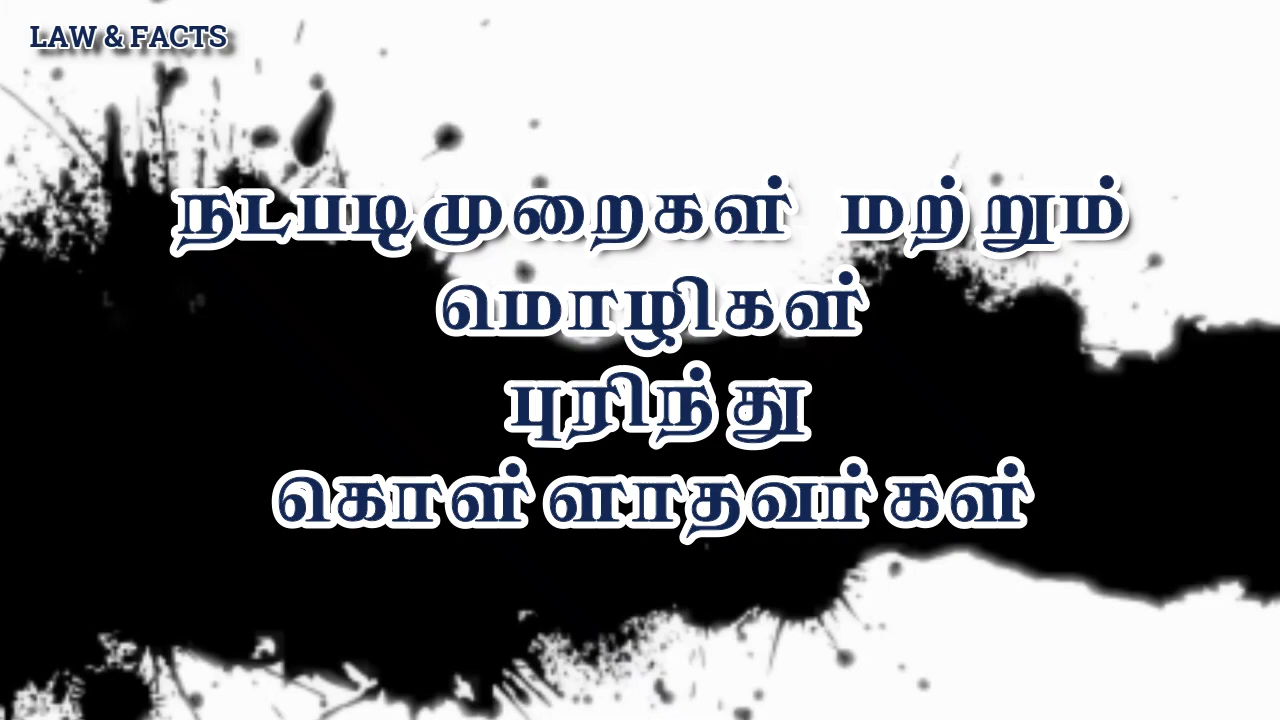 LAW & FACTS
நடபடிமுறைகள் மற்றும்
மொழிகள்
புரிந்து
கொள்ளாதவர்கள்